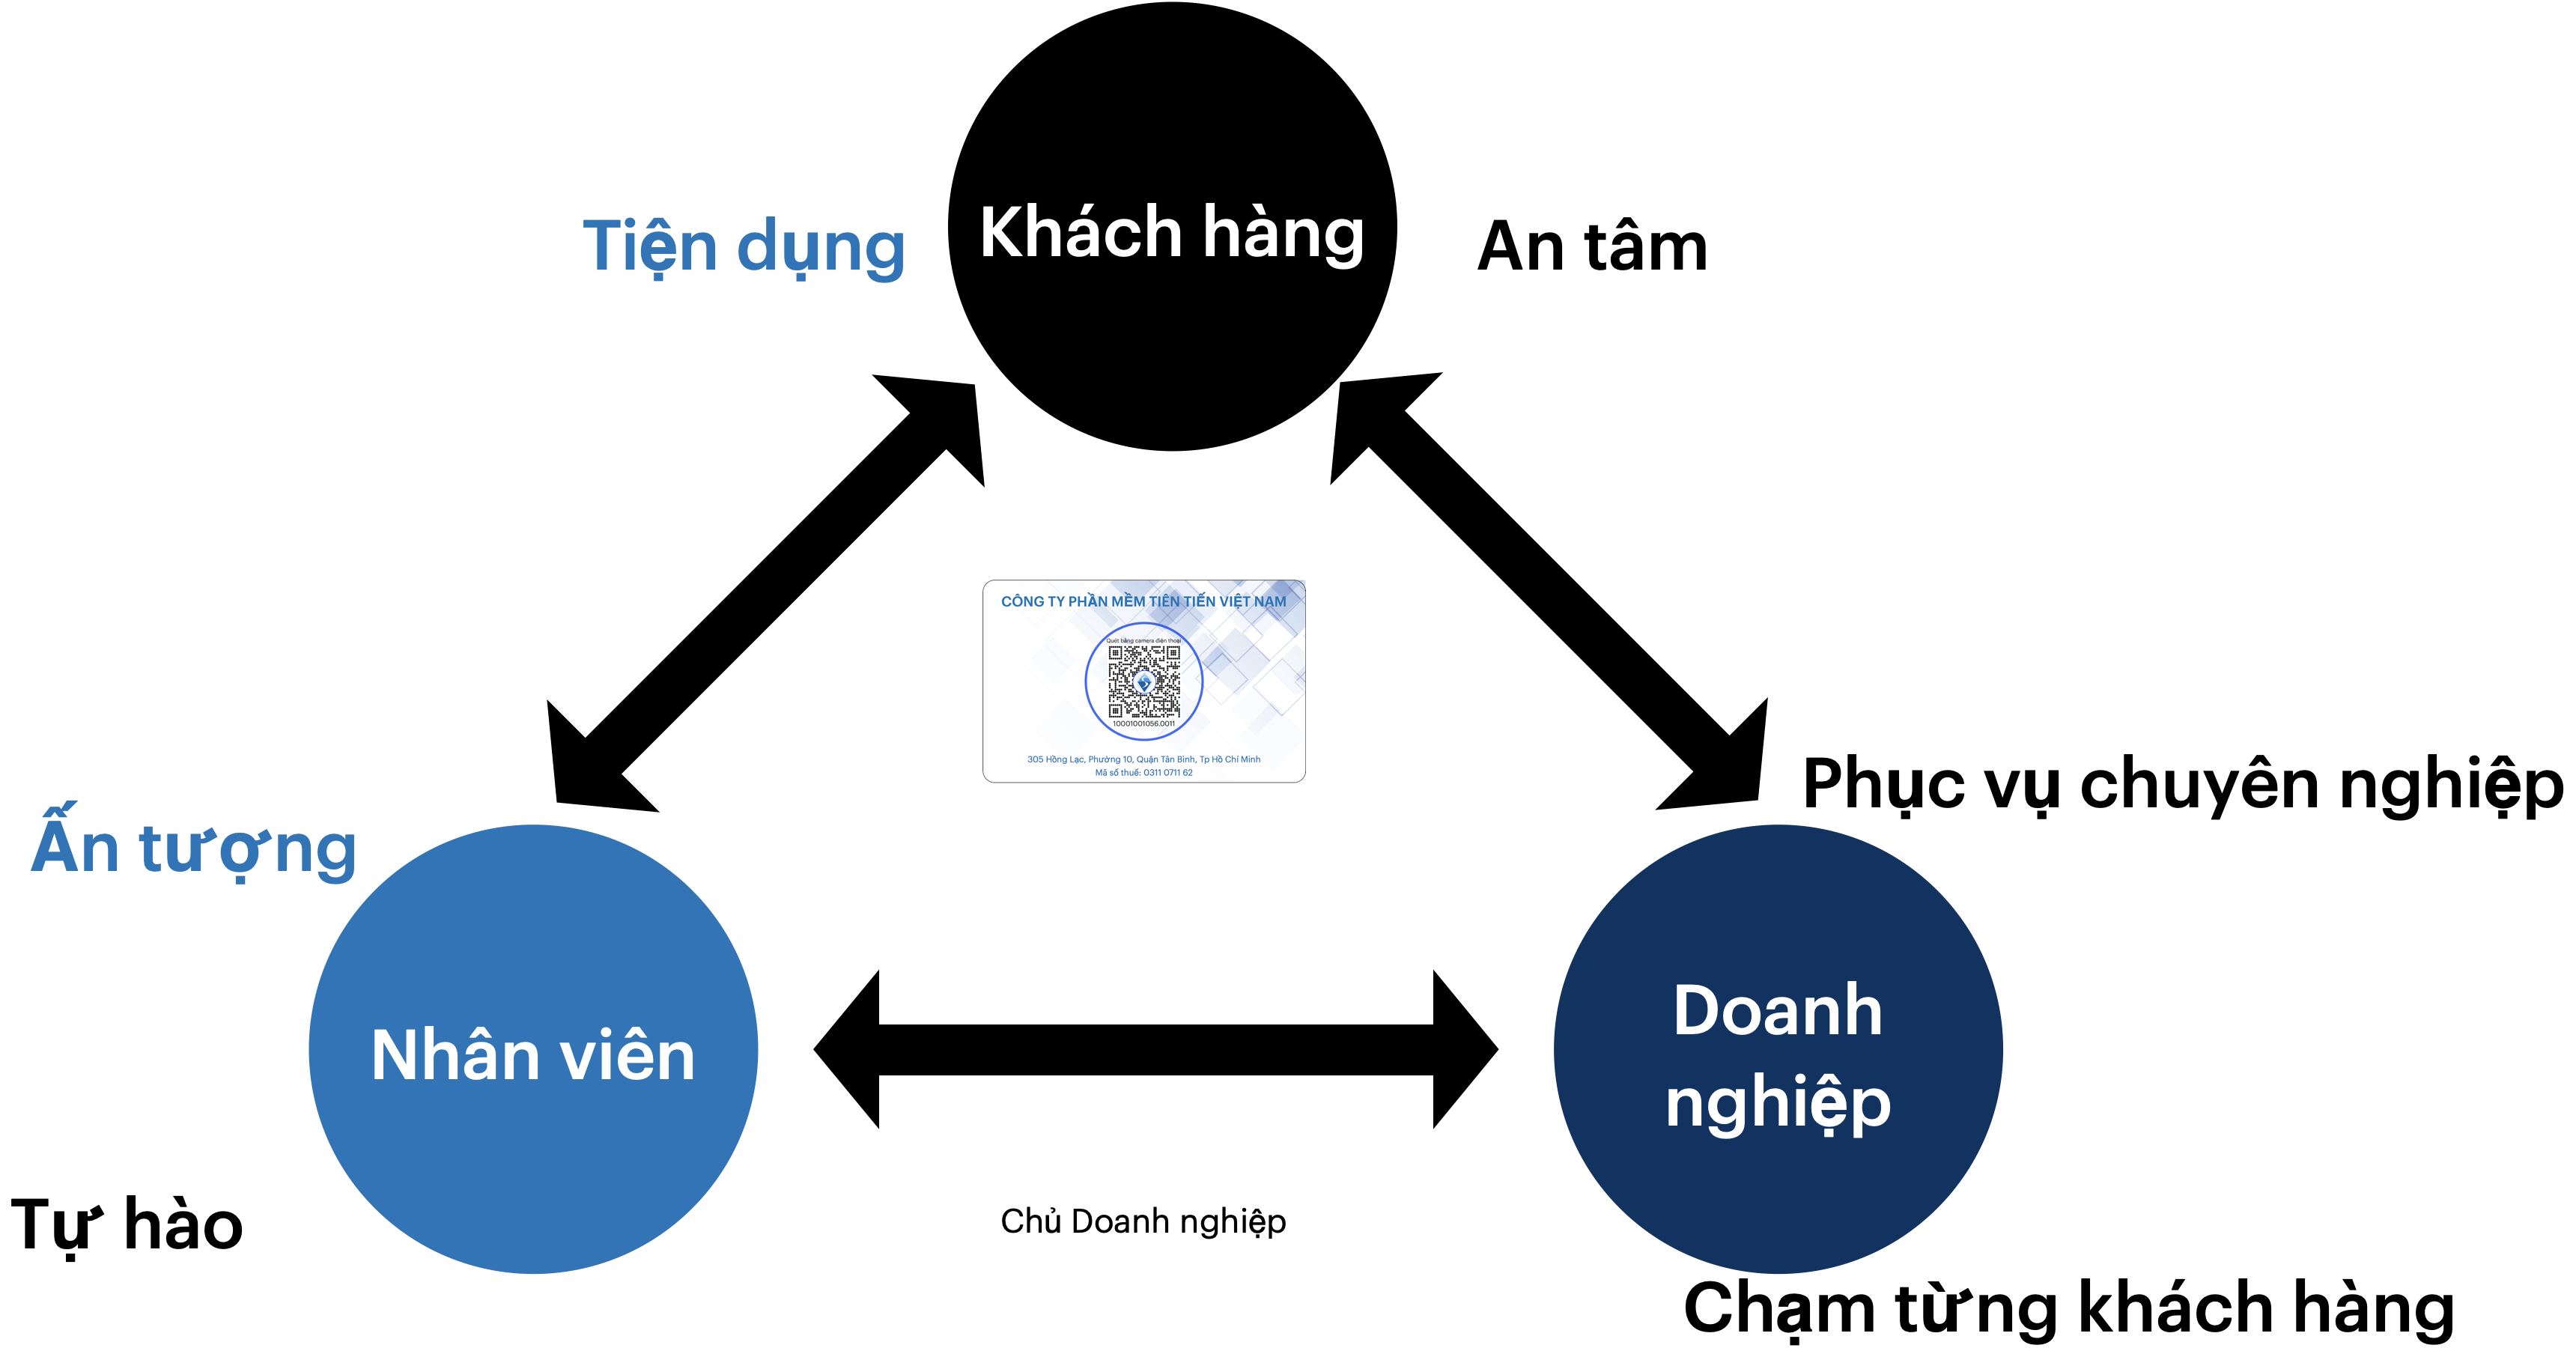 Khách hàng
Tiện dụng
An tâm
CÔNG TY PHẦN MỀM TIÊN TIẾN VIỆT NAM
Quét bằng camera điện thoại
10001001056.0011
305 Hồng Lạc, Phường 10, Quận Tân Bình, Tp Hồ Chí Minh
Mã số thuế: 0311 0711 62
Phục vụ chuyên nghiệp
Ấn tượng
Nhân viên
Doanh
nghiệp
Tự hào
Chủ Doanh nghiệp
Chạm từng khách hàng